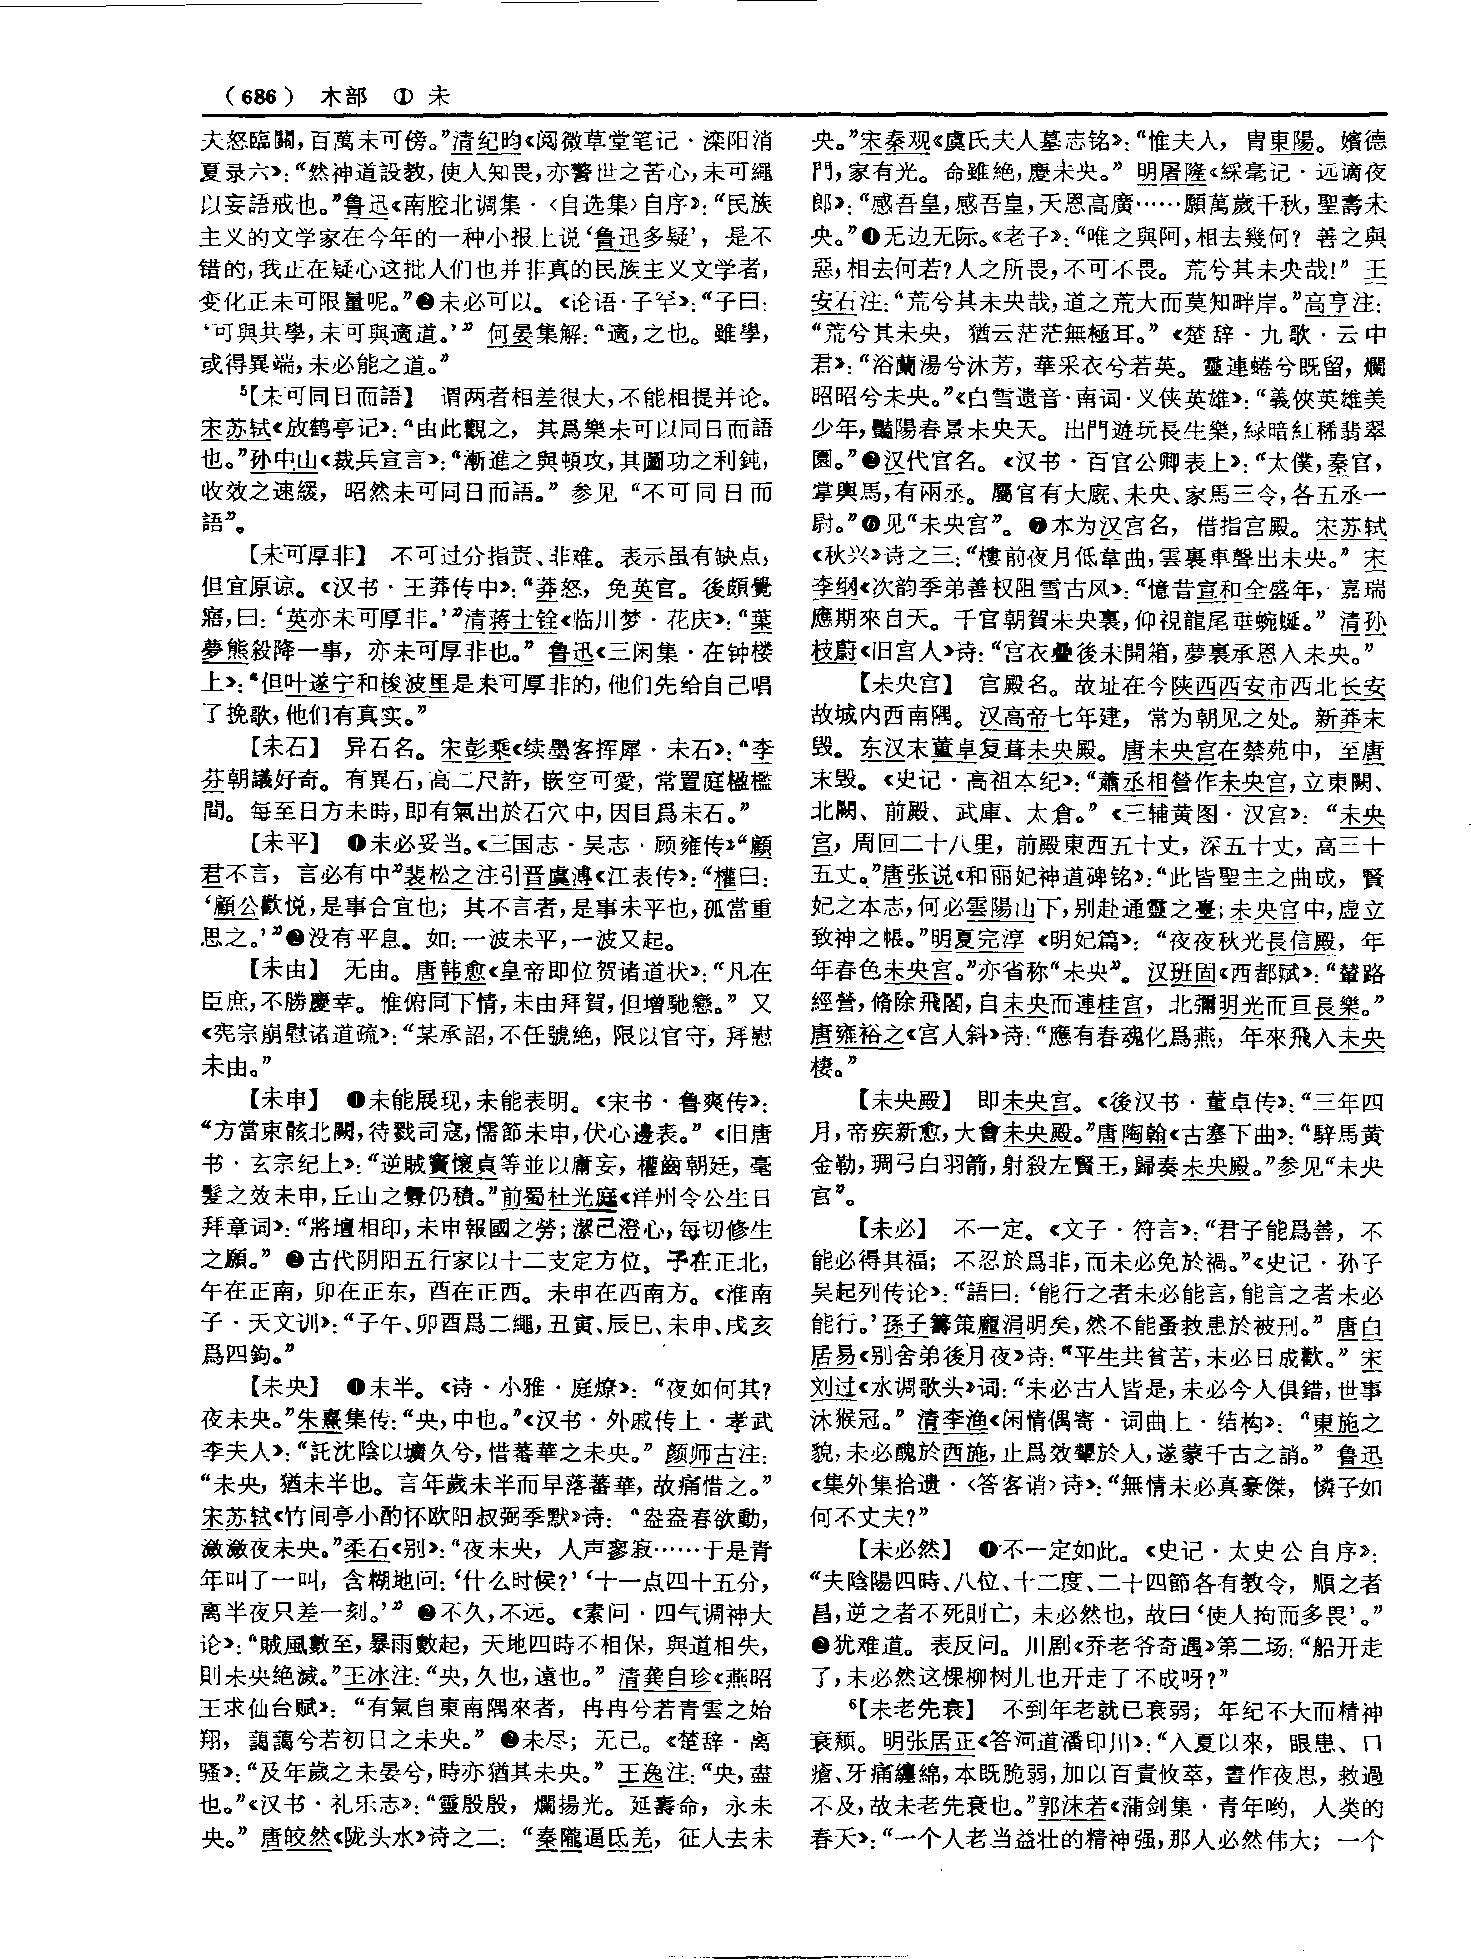 （686） 木部 ① 未
夫怒臨關，百萬未可傍。”清纪昀《阅微草堂笔记·滦阳消
夏录六》：“然神道設教，使人知畏，亦警世之苦心，未可繩
以妄語戒也。”鲁迅《南腔北调集·〈自选集〉自序》：“民族
主义的文学家在今年的一种小报上说‘鲁迅多疑’，是不
错的，我正在疑心这批人们也并非真的民族主义文学者，
变化正未可限量呢。”❷未必可以。《论语·子罕》：“子曰：
‘可與共學，未可與適道。’”何晏集解：“適，之也。雖學，
或得異端，未必能之道。”
⁵【未可同日而語】 谓两者相差很大，不能相提并论。
宋苏轼《放鹤亭记》：“由此觀之，其爲樂未可以同日而語
也。”孙中山《裁兵宣言》：“漸進之與頓攻，其圖功之利鈍，
收效之速緩，昭然未可同日而語。”参见“不可同日而
語”。
【未可厚非】 不可过分指责、非难。表示虽有缺点，
但宜原谅。《汉书·王莽传中》：“莽怒，免英官。後頗覺
寤，曰：‘英亦未可厚非。’”清蒋士铨《临川梦·花庆》：“葉
夢熊殺降一事，亦未可厚非也。”鲁迅《三闲集·在钟楼
上》：“但叶遂宁和梭波里是未可厚非的，他们先给自己唱
了挽歌，他们有真实。”
【未石】 异石名。宋彭乘《续墨客挥犀·未石》：“李
芬朝議好奇。有異石，高二尺許，嵌空可愛，常置庭楹檻
間。每至日方未時，即有氣出於石穴中，因目爲未石。”
【未平】 ❶未必妥当。《三国志·吴志·顾雍传》“顧
君不言，言必有中”裴松之注引晋虞溥《江表传》：“權曰：
‘顧公歡悦，是事合宜也；其不言者，是事未平也，孤當重
思之。’”❷没有平息。如：一波未平，一波又起。
【未由】 无由。唐韩愈《皇帝即位贺诸道状》：“凡在
臣庶，不勝慶幸。惟俯同下情，未由拜賀，但增馳戀。”又
《宪宗崩慰诸道疏》：“某承詔，不任號絶，限以官守，拜慰
未由。”
【未申】 ❶未能展现，未能表明。《宋书·鲁爽传》：
“方當束骸北闕，待戮司寇，懦節未申，伏心邊表。”《旧唐
书·玄宗纪上》：“逆賊竇懷貞等並以庸妄，權齒朝廷，毫
髮之效未申，丘山之釁仍積。”前蜀杜光庭《洋州令公生日
拜章词》：“將壇相印，未申報國之勞；潔己澄心，每切修生
之願。”❷古代阴阳五行家以十二支定方位，子在正北，
午在正南，卯在正东，酉在正西。未申在西南方。《淮南
子·天文训》：“子午、卯酉爲二繩，丑寅、辰巳、未申、戌亥
爲四鉤。”
【未央】 ❶未半。《诗·小雅·庭燎》：“夜如何其？
夜未央。”朱熹集传：“央，中也。”《汉书·外戚传上·孝武
李夫人》：“託沈陰以壙久兮，惜蕃華之未央。”颜师古注：
“未央，猶未半也。言年歲未半而早落蕃華，故痛惜之。”
宋苏轼《竹间亭小酌怀欧阳叔弼季默》诗：“盎盎春欲動，
瀲瀲夜未央。”柔石《别》：“夜未央，人声寥寂……于是青
年叫了一叫，含糊地问：‘什么时候？’‘十一点四十五分，
离半夜只差一刻。’”❷不久，不远。《素问·四气调神大
论》：“賊風數至，暴雨數起，天地四時不相保，與道相失，
則未央絶滅。”王冰注：“央，久也，遠也。”清龚自珍《燕昭
王求仙台赋》：“有氣自東南隅來者，冉冉兮若青雲之始
翔，藹藹兮若初日之未央。”❸未尽；无已。《楚辞·离
骚》：“及年歲之未晏兮，時亦猶其未央。”王逸注：“央，盡
也。”《汉书·礼乐志》：“靈殷殷，爛揚光。延壽命，永未
央。”唐皎然《陇头水》诗之二：“秦隴逼氐羌，征人去未
央。”宋秦观《虞氏夫人墓志铭》：“惟夫人，胄東陽。嬪德
門，家有光。命雖絶，慶未央。”明屠隆《綵毫记·远谪夜
郎》：“感吾皇，感吾皇，天恩高廣……願萬歲千秋，聖壽未
央。”❹无边无际。《老子》：“唯之與阿，相去幾何？善之與
惡，相去何若？人之所畏，不可不畏。荒兮其未央哉！”王
安石注：“荒兮其未央哉，道之荒大而莫知畔岸。”高亨注：
“荒兮其未央，猶云茫茫無極耳。”《楚辞·九歌·云中
君》：“浴蘭湯兮沐芳，華采衣兮若英。靈連蜷兮既留，爛
昭昭兮未央。”《白雪遗音·南词·义侠英雄》：“義俠英雄美
少年，豔陽春景未央天。出門遊玩長生樂，緑暗紅稀翡翠
園。”❺汉代官名。《汉书·百官公卿表上》：“太僕，秦官，
掌輿馬，有兩丞。屬官有大廄、未央、家馬三令，各五丞一
尉。”❻见“未央宫”。❼本为汉宫名，借指宫殿。宋苏轼
《秋兴》诗之三：“樓前夜月低韋曲，雲裏車聲出未央。”宋
李纲《次韵季弟善权阻雪古风》：“憶昔宣和全盛年，嘉瑞
應期來自天。千官朝賀未央裏，仰視龍尾垂蜿蜒。”清孙
枝蔚《旧宫人》诗：“宫衣疊後未開箱，夢裏承恩入未央。”
【未央宫】 宫殿名。故址在今陕西西安市西北长安
故城内西南隅。汉高帝七年建，常为朝见之处。新莽末
毁。东汉末董卓复葺未央殿。唐未央宫在禁苑中，至唐
末毁。《史记·高祖本纪》：“蕭丞相營作未央宫，立東闕、
北闕、前殿、武庫、太倉。”《三辅黄图·汉宫》：“未央
宫，周回二十八里，前殿東西五十丈，深五十丈，高三十
五丈。”唐张说《和丽妃神道碑铭》：“此皆聖主之曲成，賢
妃之本志，何必雲陽山下，别赴通靈之臺；未央宫中，虚立
致神之帳。”明夏完淳《明妃篇》：“夜夜秋光長信殿，年
年春色未央宫。”亦省称“未央”。汉班固《西都赋》：“輦路
經營，脩除飛閣，自未央而連桂宫，北彌明光而亘長樂。”
唐雍裕之《宫人斜》诗：“應有春魂化爲燕，年來飛入未央
棲。”
【未央殿】 即未央宫。《後汉书·董卓传》：“三年四
月，帝疾新愈，大會未央殿。”唐陶翰《古塞下曲》：“騂馬黄
金勒，琱弓白羽箭，射殺左賢王，歸奏未央殿。”参见“未央
宫”。
【未必】 不一定。《文子·符言》：“君子能爲善，不
能必得其福；不忍於爲非，而未必免於禍。”《史记·孙子
吴起列传论》：“語曰：‘能行之者未必能言，能言之者未必
能行。’孫子籌策龐涓明矣，然不能蚤救患於被刑。”唐白
居易《别舍弟後月夜》诗：“平生共貧苦，未必日成歡。”宋
刘过《水调歌头》词：“未必古人皆是，未必今人俱錯，世事
沐猴冠。”清李渔《闲情偶寄·词曲上·结构》：“東施之
貌，未必醜於西施，止爲效顰於人，遂蒙千古之誚。”鲁迅
《集外集拾遗·〈答客诮〉诗》：“無情未必真豪傑，憐子如
何不丈夫？”
【未必然】 ❶不一定如此。《史记·太史公自序》：
“夫陰陽四時、八位、十二度、二十四節各有教令，順之者
昌，逆之者不死則亡，未必然也，故曰‘使人拘而多畏’。”
❷犹难道。表反问。川剧《乔老爷奇遇》第二场：“船开走
了，未必然这棵柳树儿也开走了不成呀？”
⁶【未老先衰】 不到年老就已衰弱；年纪不大而精神
衰颓。明张居正《答河道潘印川》：“入夏以來，眼患、口
瘡、牙痛纏綿，本既脆弱，加以百責攸萃，晝作夜思，救過
不及，故未老先衰也。”郭沫若《蒲剑集·青年哟，人类的
春天》：“一个人老当益壮的精神强，那人必然伟大；一个